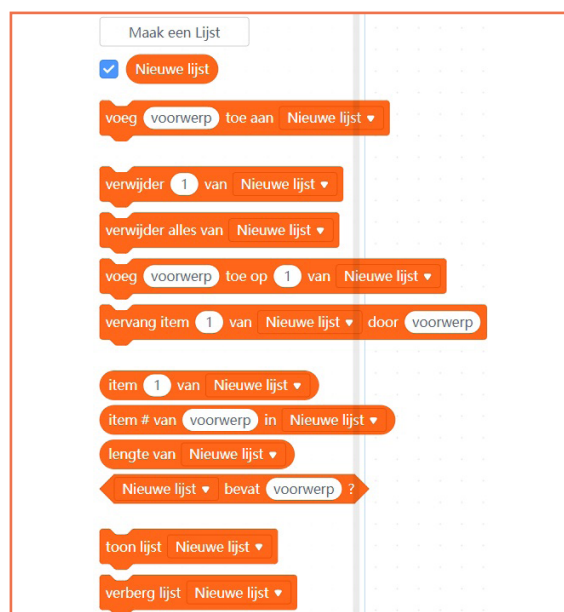 Maak een Lijst
Nieuwe lijst
voeg voorwerp toe aan Nieuwe lijst
verwijder 1 van Nieuwe lijst
verwijder alles van Nieuwe lijst
voeg voorwerp toe op 1 van Nieuwe lijst
vervang item 1 van Nieuwe lijst door voorwerp
item 1 van Nieuwe lijst
item # van voorwerp in Nieuwe lijst
lengte van Nieuwe lijst
Nieuwe lijst bevat voorwerp ?
toon lijst Nieuwe lijst
verberg lijst Nieuwe lijst